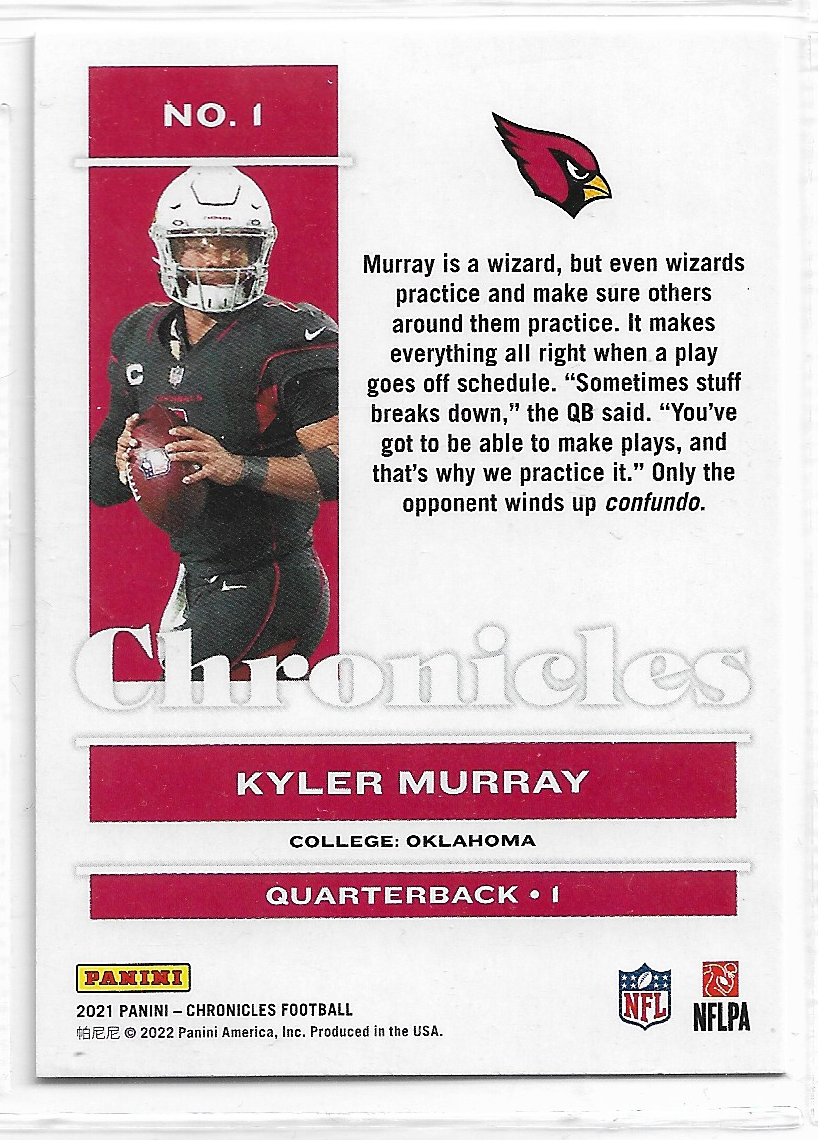 NO. 1
Murray is a wizard, but even wizards
practice and make sure others
around them practice. It makes
everything all right when a play
goes off schedule. “Sometimes stuff
breaks down,” the QB said. “You’ve
got to be able to make plays, and
that’s why we practice it.” Only the
opponent winds up confundo.
C
CARDINALS
Chronicles
KYLER MURRAY
COLLEGE: OKLAHOMA
QUARTERBACK • 1
PANINI
2021 PANINI – CHRONICLES FOOTBALL
帕尼尼 © 2022 Panini America, Inc. Produced in the USA.
NFL
NFLPA